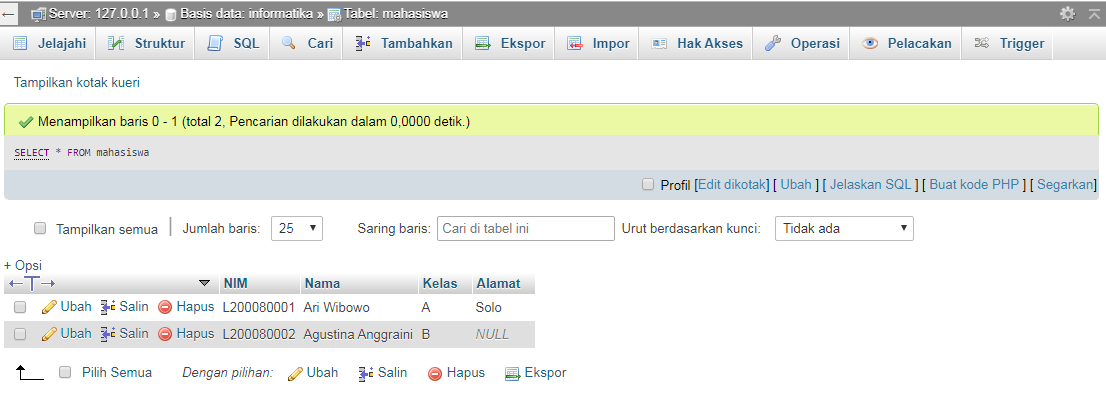 Server: 127.0.0.1 » Basis data: informatika » Tabel: mahasiswa
Jelajahi Struktur SQL Cari Tambahkan Ekspor Impor Hak Akses Operasi Pelacakan Trigger
Tampilkan kotak kueri
Menampilkan baris 0 - 1 (total 2, Pencarian dilakukan dalam 0,0000 detik.)
SELECT * FROM mahasiswa
Profil [Edit dikotak] [ Ubah ] [ Jelaskan SQL ] [ Buat kode PHP ] [ Segarkan]
Tampilkan semua | Jumlah baris: 25 Saring baris: Cari di tabel ini Urut berdasarkan kunci: Tidak ada
+ Opsi
←T→ NIM Nama Kelas Alamat
Ubah Salin Hapus L200080001 Ari Wibowo A Solo
Ubah Salin Hapus L200080002 Agustina Anggraini B NULL
Pilih Semua Dengan pilihan: Ubah Salin Hapus Ekspor